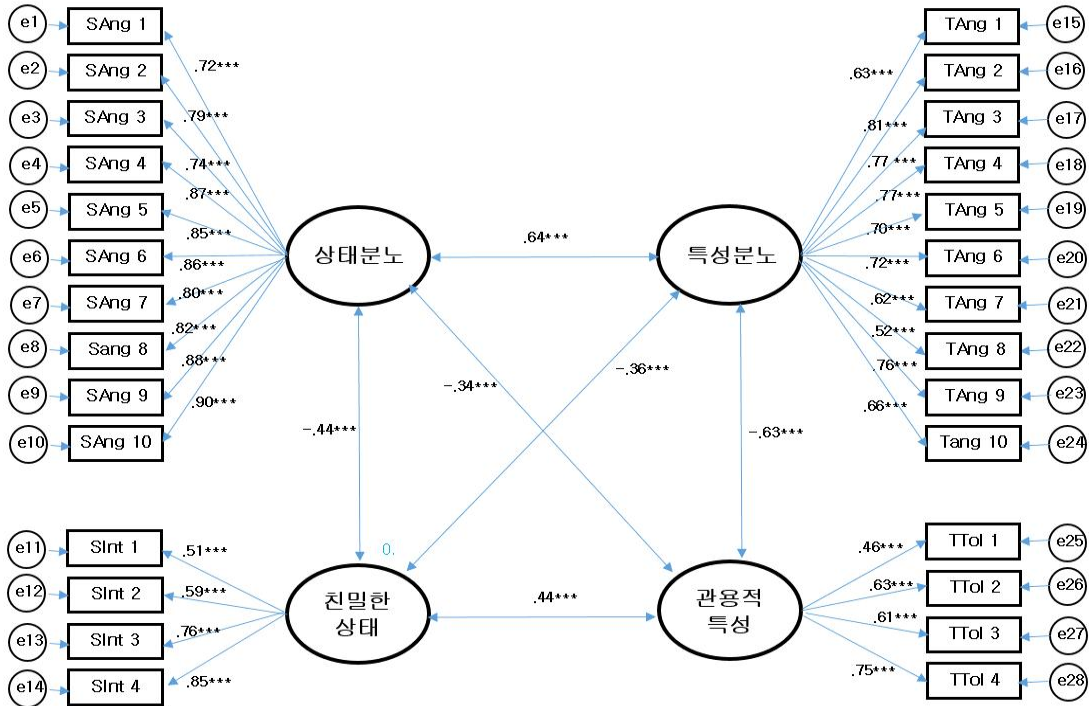 e1
SAng 1
e2
SAng 2
e3
SAng 3
e4
SAng 4
e5
SAng 5
e6
SAng 6
e7
SAng 7
e8
Sang 8
e9
SAng 9
e10
SAng 10
.72***
.79***
.74***
.87***
.85***
.86***
.80***
.82***
.88***
.90***
상태분노
.64***
특성분노
.63***
.81***
.77***
.77***
.70***
.72***
.62***
.52***
.76***
.66***
TAng 1
e15
TAng 2
e16
TAng 3
e17
TAng 4
e18
TAng 5
e19
TAng 6
e20
TAng 7
e21
TAng 8
e22
TAng 9
e23
Tang 10
e24
-.44***
-.34***
-.36***
-.63***
e11
SInt 1
e12
SInt 2
e13
SInt 3
e14
SInt 4
.51***
.59***
.76***
.85***
0.
친밀한
상태
.44***
관용적
특성
.46***
.63***
.61***
.75***
TTol 1
e25
TTol 2
e26
TTol 3
e27
TTol 4
e28